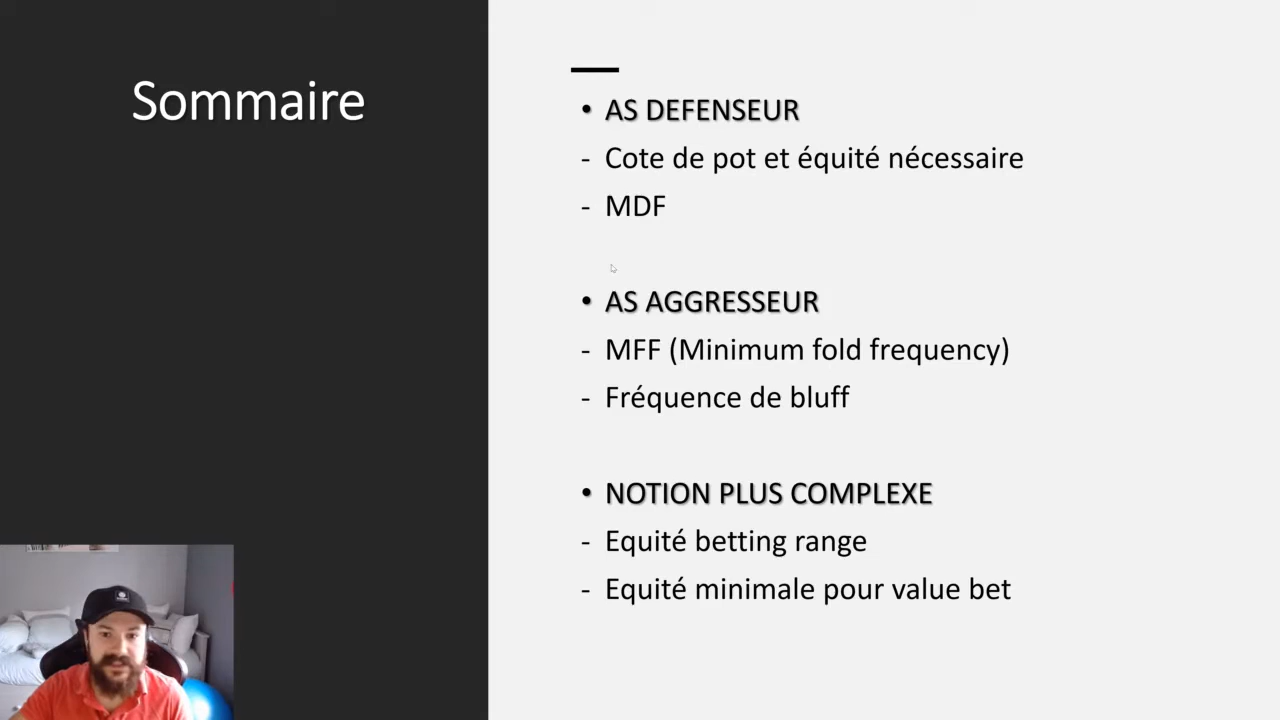 Sommaire
• AS DEFENSEUR
- Cote de pot et équité nécessaire
- MDF
• AS AGGRESSEUR
- MFF (Minimum fold frequency)
- Fréquence de bluff
• NOTION PLUS COMPLEXE
- Equité betting range
- Equité minimale pour value bet